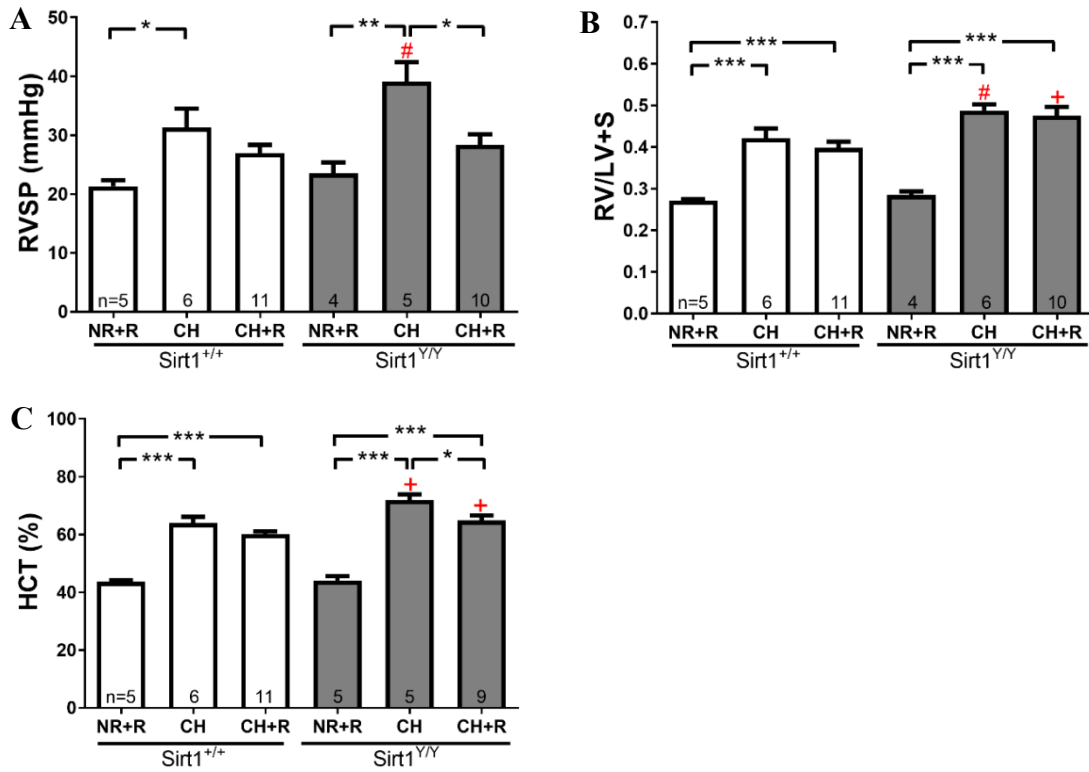 A
RVSP (mmHg)
50
40
30
20
10
0
*
**
*
#
n=5 6 11 4 5 10
NR+R CH CH+R NR+R CH CH+R
Sirt1+/+ Sirt1Y/Y
B
RV/LV+S
0.7
0.6
0.5
0.4
0.3
0.2
0.1
0.0
*** ***
*** ***
# +
n=5 6 11 4 6 10
NR+R CH CH+R NR+R CH CH+R
Sirt1+/+ Sirt1Y/Y
C
HCT (%)
100
80
60
40
20
0
*** ***
*** *** *
+ +
n=5 6 11 5 5 9
NR+R CH CH+R NR+R CH CH+R
Sirt1+/+ Sirt1Y/Y